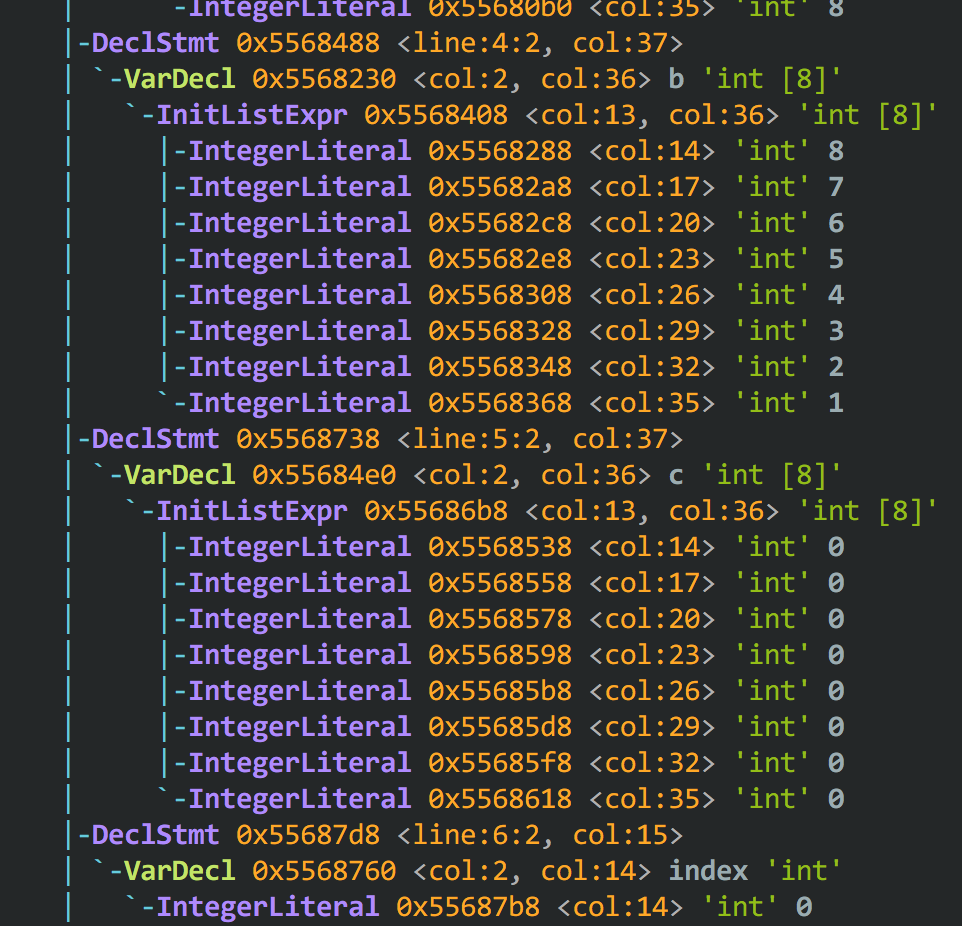 -IntegerLiteral 0x55680b0 <col:35> 'int' 8
|-DeclStmt 0x5568488 <line:4:2, col:37>
| `-VarDecl 0x5568230 <col:2, col:36> b 'int [8]'
|   `-InitListExpr 0x5568408 <col:13, col:36> 'int [8]'
|     |-IntegerLiteral 0x5568288 <col:14> 'int' 8
|     |-IntegerLiteral 0x55682a8 <col:17> 'int' 7
|     |-IntegerLiteral 0x55682c8 <col:20> 'int' 6
|     |-IntegerLiteral 0x55682e8 <col:23> 'int' 5
|     |-IntegerLiteral 0x5568308 <col:26> 'int' 4
|     |-IntegerLiteral 0x5568328 <col:29> 'int' 3
|     |-IntegerLiteral 0x5568348 <col:32> 'int' 2
|     `-IntegerLiteral 0x5568368 <col:35> 'int' 1
|-DeclStmt 0x5568738 <line:5:2, col:37>
| `-VarDecl 0x55684e0 <col:2, col:36> c 'int [8]'
|   `-InitListExpr 0x55686b8 <col:13, col:36> 'int [8]'
|     |-IntegerLiteral 0x5568538 <col:14> 'int' 0
|     |-IntegerLiteral 0x5568558 <col:17> 'int' 0
|     |-IntegerLiteral 0x5568578 <col:20> 'int' 0
|     |-IntegerLiteral 0x5568598 <col:23> 'int' 0
|     |-IntegerLiteral 0x55685b8 <col:26> 'int' 0
|     |-IntegerLiteral 0x55685d8 <col:29> 'int' 0
|     |-IntegerLiteral 0x55685f8 <col:32> 'int' 0
|     `-IntegerLiteral 0x5568618 <col:35> 'int' 0
|-DeclStmt 0x55687d8 <line:6:2, col:15>
| `-VarDecl 0x5568760 <col:2, col:14> index 'int'
|   `-IntegerLiteral 0x55687b8 <col:14> 'int' 0